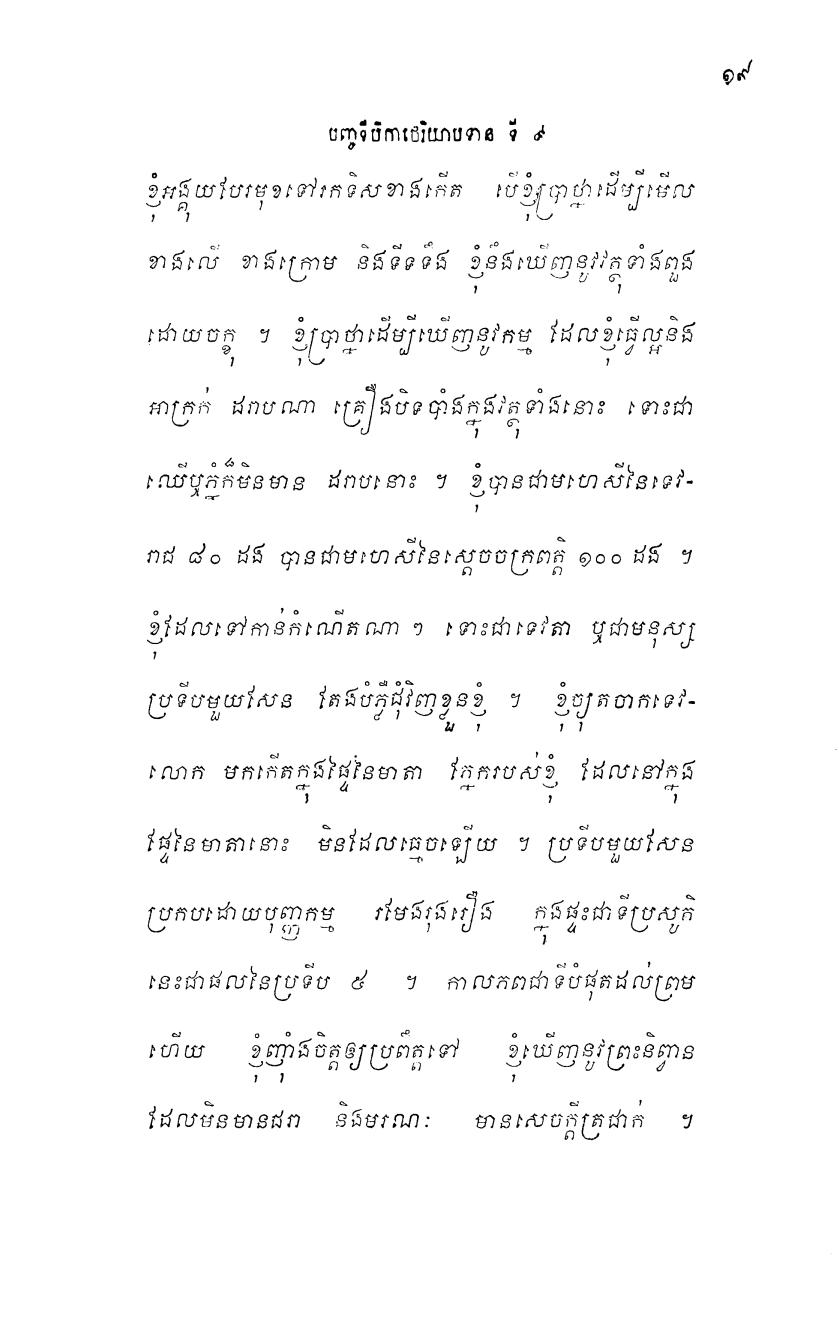 ១៩
បញ្ចទីបិកាថេរិយាបទាន ទី ៩
ខ្ញុំអង្គុយបែរមុខទៅរកទិសខាងកើត បើខ្ញុំប្រាថ្នាដើម្បីមើល
ខាងលើ ខាងក្រោម និងទីទទឹង ខ្ញុំនឹងឃើញនូវវត្ថុទាំងពួង
ដោយចក្ខុ ។ ខ្ញុំប្រាថ្នាដើម្បីឃើញនូវកម្ម ដែលខ្ញុំធ្វើល្អនិង
អាក្រក់ ដរាបណា គ្រឿងបិទបាំងក្នុងវត្ថុទាំងនោះ ទោះជា
ឈើឬភ្នំក៏មិនមាន ដរាបនោះ ។ ខ្ញុំបានជាមហេសីនៃទេវ-
រាជ ៨០ ដង បានជាមហេសីនៃស្តេចចក្រពត្តិ ១០០ ដង ។
ខ្ញុំដែលទៅកាន់កំណើតណា ៗ ទោះជាទេវតា ឬជាមនុស្ស
ប្រទីបមួយសែន តែងបំភ្លឺជុំវិញខ្លួនខ្ញុំ ។ ខ្ញុំច្យុតចាកទេវ-
លោក មកកើតក្នុងផ្ទៃនៃមាតា ភ្នែករបស់ខ្ញុំ ដែលនៅក្នុង
ផ្ទៃនៃមាតានោះ មិនដែលធ្មេចឡើយ ។ ប្រទីបមួយសែន
ប្រកបដោយបុញ្ញកម្ម រមែងរុងរឿង ក្នុងផ្ទះជាទីប្រសូតិ
នេះជាផលនៃប្រទីប ៥ ។ កាលភពជាទីបំផុតដល់ព្រម
ហើយ ខ្ញុំញ៉ាំងចិត្តឲ្យប្រព្រឹត្តទៅ ខ្ញុំឃើញនូវព្រះនិព្វាន
ដែលមិនមានជរា និងមរណៈ មានសេចក្តីត្រជាក់ ។